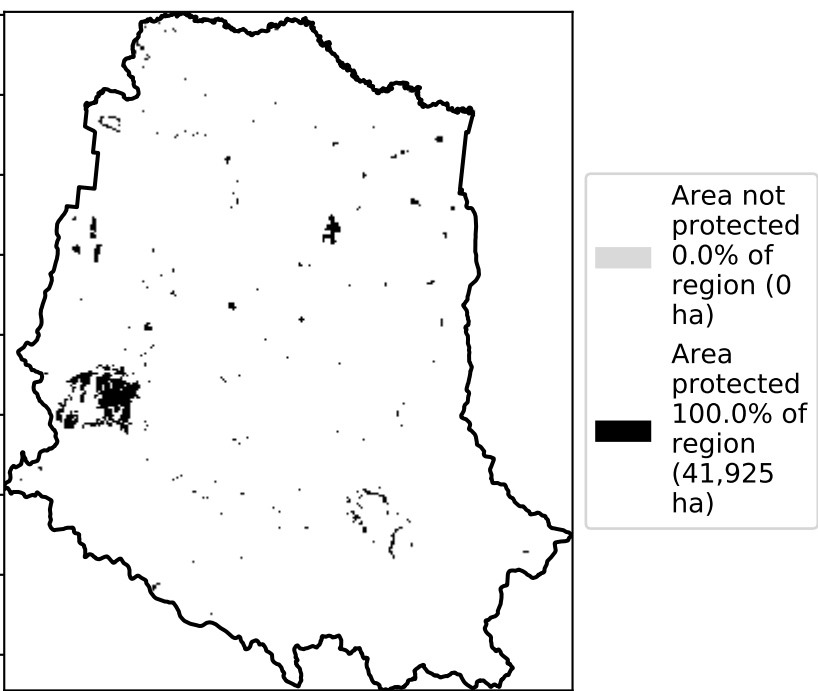 Area not
protected
0.0% of
region (0
ha)
Area
protected
100.0% of
region
(41,925
ha)